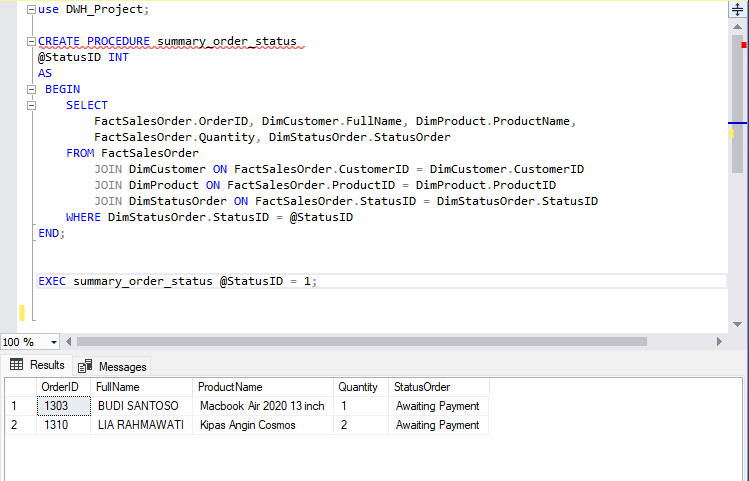 use DWH_Project;
CREATE PROCEDURE summary_order_status
@StatusID INT
AS
BEGIN
SELECT
FactSalesOrder.OrderID, DimCustomer.FullName, DimProduct.ProductName,
FactSalesOrder.Quantity, DimStatusOrder.StatusOrder
FROM FactSalesOrder
JOIN DimCustomer ON FactSalesOrder.CustomerID = DimCustomer.CustomerID
JOIN DimProduct ON FactSalesOrder.ProductID = DimProduct.ProductID
JOIN DimStatusOrder ON FactSalesOrder.StatusID = DimStatusOrder.StatusID
WHERE DimStatusOrder.StatusID = @StatusID
END;
EXEC summary_order_status @StatusID = 1;
100 %
Results Messages
OrderID FullName ProductName Quantity StatusOrder
1 1303 BUDI SANTOSO Macbook Air 2020 13 inch 1 Awaiting Payment
2 1310 LIA RAHMAWATI Kipas Angin Cosmos 2 Awaiting Payment